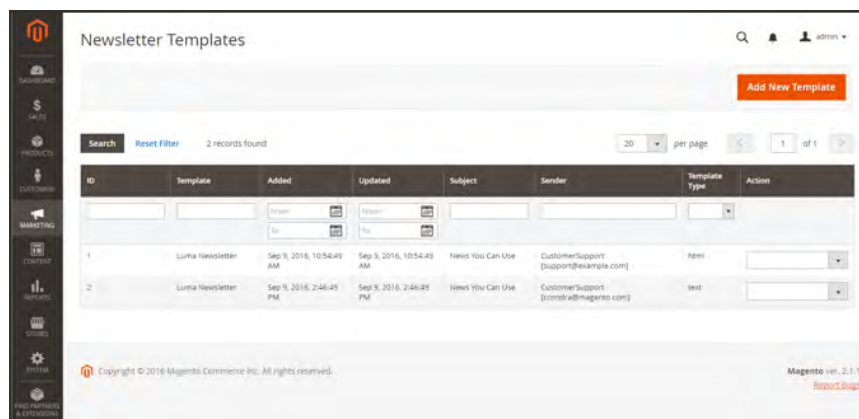 Newsletter Templates
admin
Add New Template
DASHBOARD
SALES
PRODUCTS
CUSTOMERS
MARKETING
CONTENT
REPORTS
STORES
SYSTEM
FIND PARTNERS
& EXTENSIONS
Search Reset Filter 2 records found 20 per page 1 of 1
ID Template Added Updated Subject Sender Template Type Action
From From
To To
1 Luma Newsletter Sep 9, 2016, 10:54:49 AM Sep 9, 2016, 10:54:49 AM News You Can Use CustomerSupport [support@example.com] html
2 Luma Newsletter Sep 9, 2016, 2:46:49 PM Sep 9, 2016, 2:46:49 PM News You Can Use CustomerSupport html text
Copyright © 2016 Magento Commerce Inc. All rights reserved.
Magento ver. 2.1.1
Report Bugs